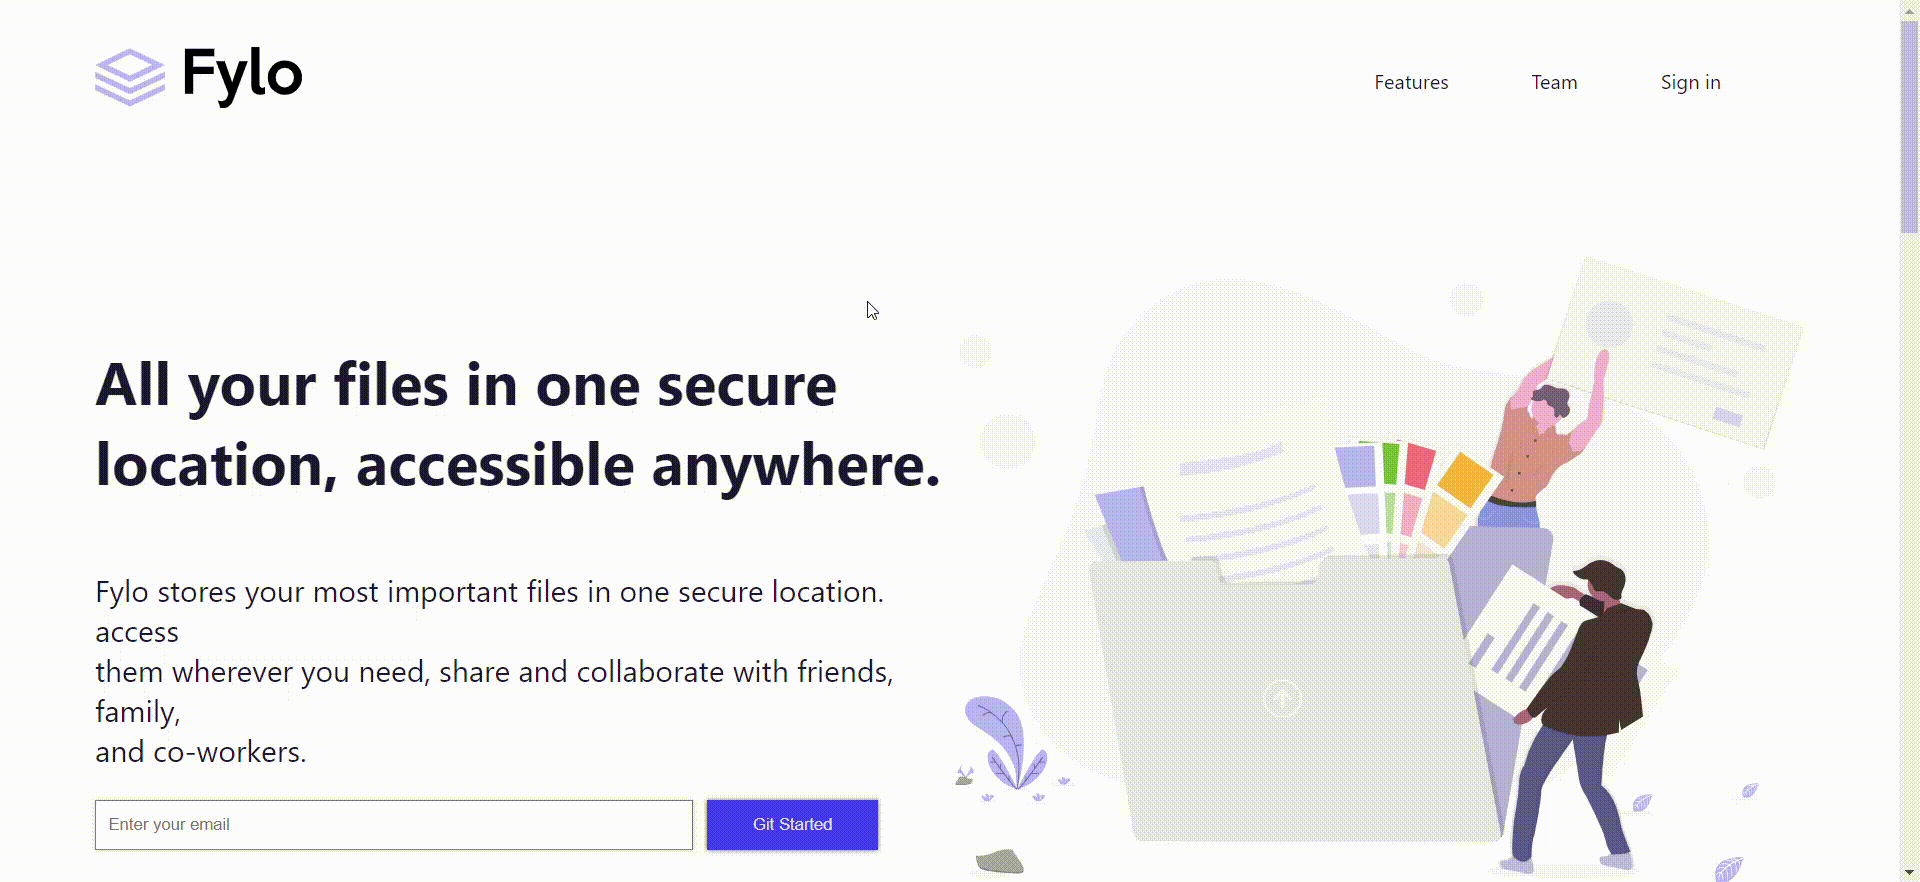 Fylo
Features
Team
Sign in
All your files in one secure
location, accessible anywhere.
Fylo stores your most important files in one secure location.
access
them wherever you need, share and collaborate with friends,
family,
and co-workers.
Enter your email
Git Started